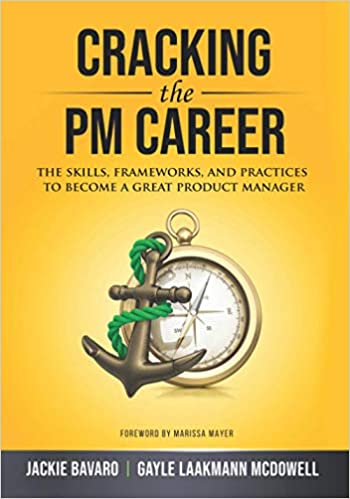 CRACKING
the
PM CAREER
THE SKILLS, FRAMEWORKS, AND PRACTICES
TO BECOME A GREAT PRODUCT MANAGER
SW
FOREWORD BY MARISSA MAYER
JACKIE BAVARO | GAYLE LAAKMANN MCDOWELL